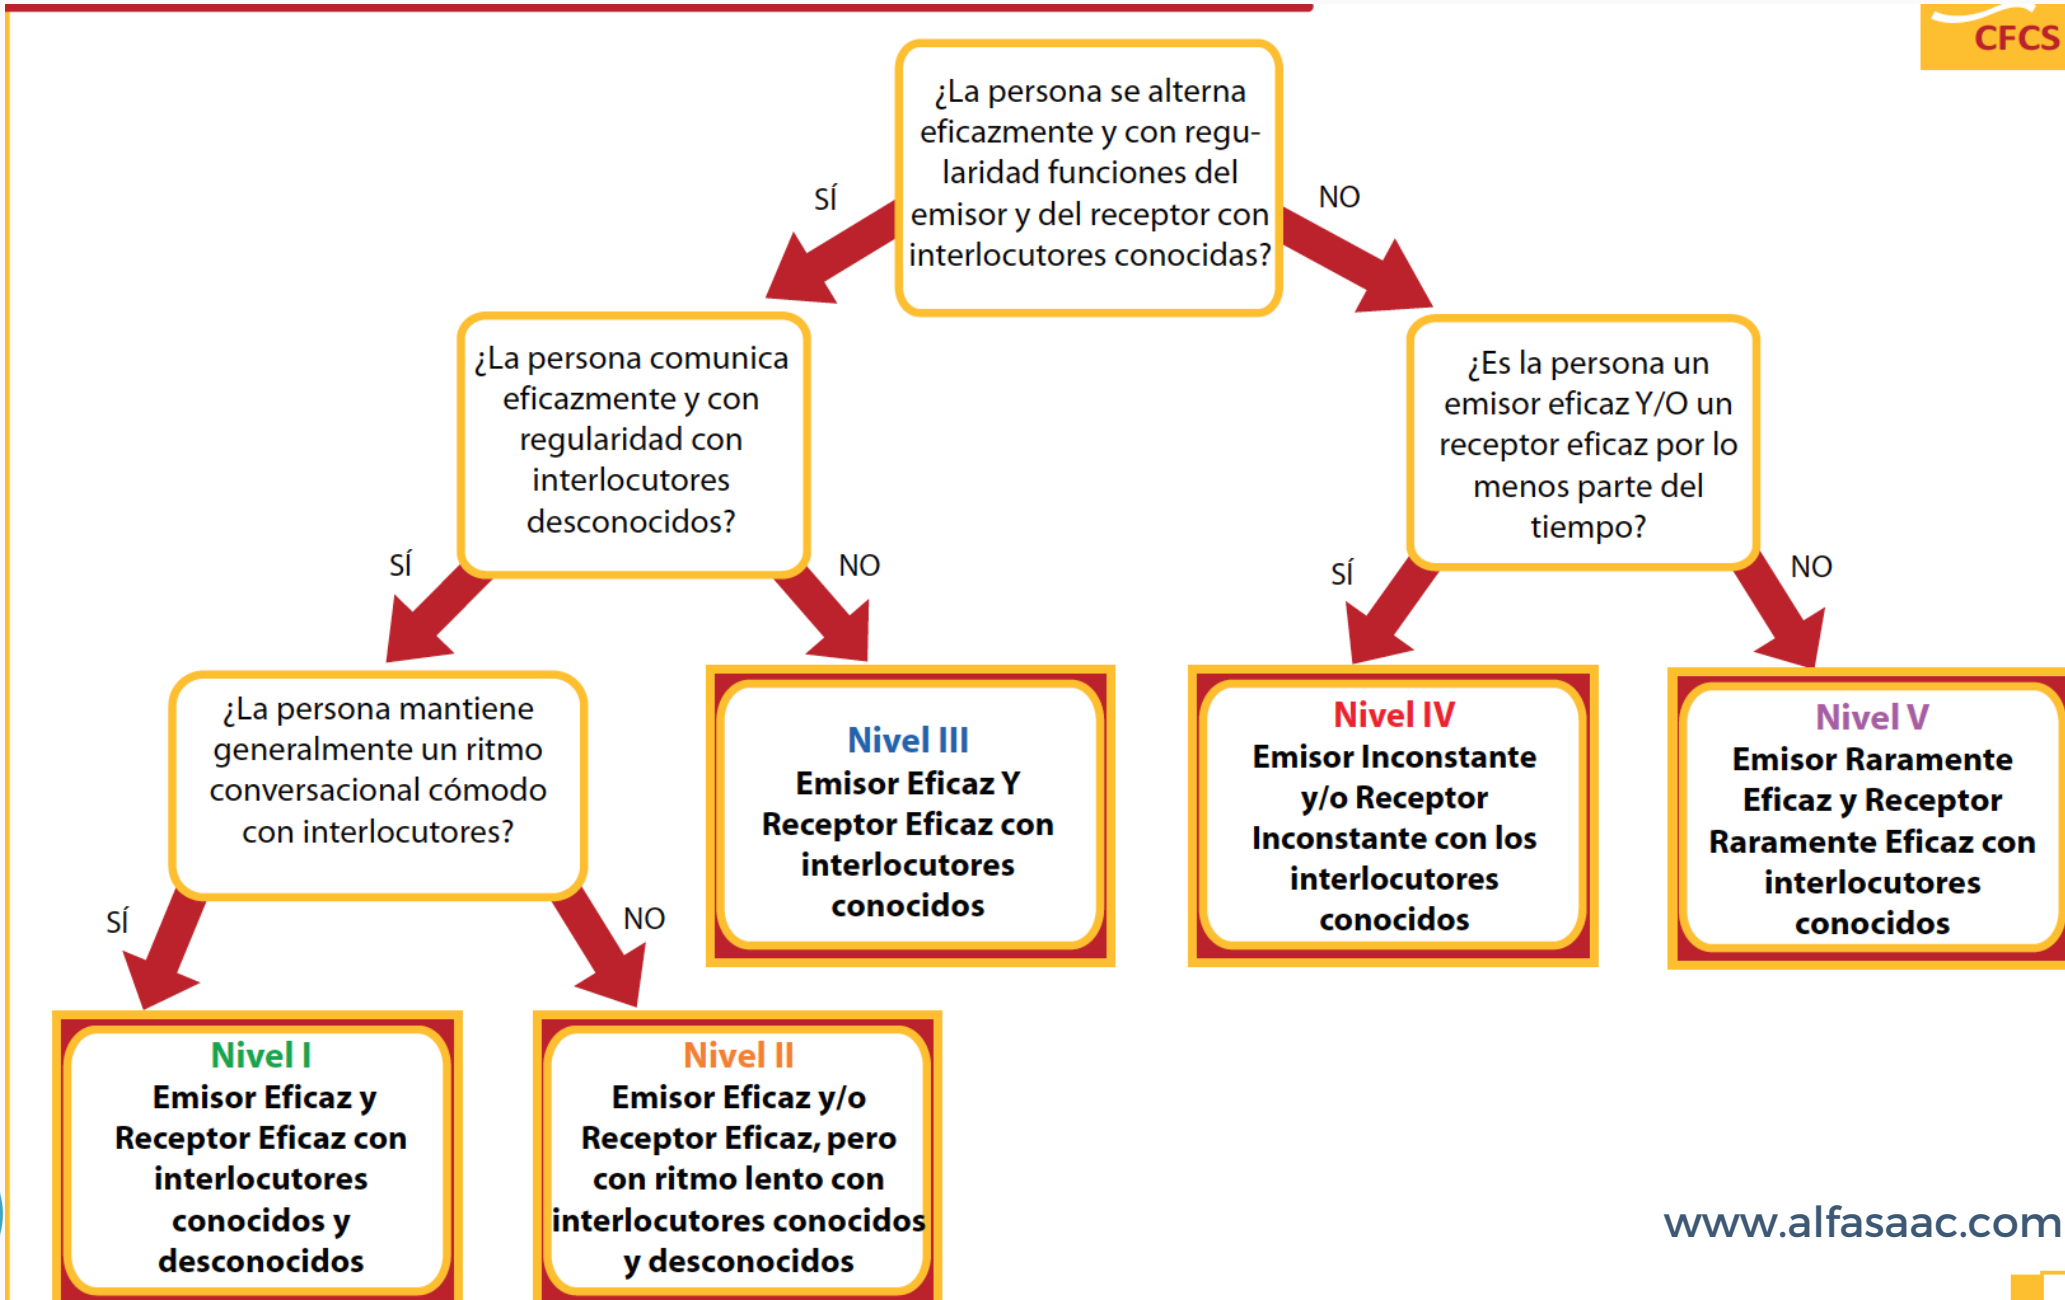 CFCS
¿La persona se alterna
eficazmente y con regu-
laridad funciones del
emisor y del receptor con
interlocutores conocidas?
SÍ
NO
¿La persona comunica
eficazmente y con
regularidad con
interlocutores
desconocidos?
¿Es la persona un
emisor eficaz Y/O un
receptor eficaz por lo
menos parte del
tiempo?
SÍ
NO
SÍ
NO
¿La persona mantiene
generalmente un ritmo
conversacional cómodo
con interlocutores?
Nivel III
Emisor Eficaz Y
Receptor Eficaz con
interlocutores
conocidos
Nivel IV
Emisor Inconstante
y/o Receptor
Inconstante con los
interlocutores
conocidos
Nivel V
Emisor Raramente
Eficaz y Receptor
Raramente Eficaz con
interlocutores
conocidos
SÍ
NO
Nivel I
Emisor Eficaz y
Receptor Eficaz con
interlocutores
conocidos y
desconocidos
Nivel II
Emisor Eficaz y/o
Receptor Eficaz, pero
con ritmo lento con
interlocutores conocidos
y desconocidos
www.alfasaac.com